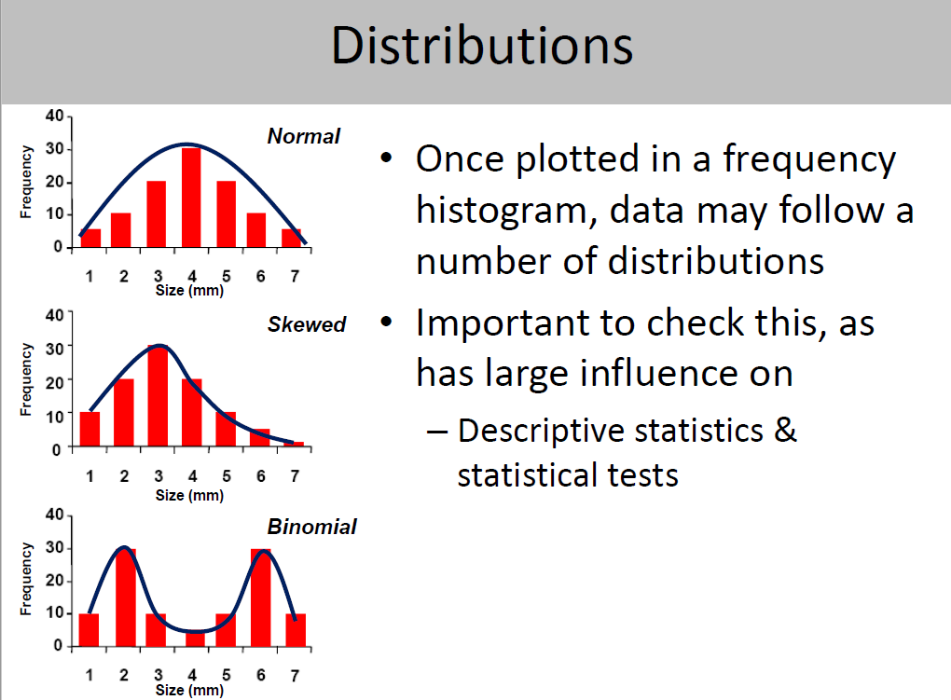 Distributions
Normal
Frequency
40
30
20
10
0
1 2 3 4 5 6 7
Size (mm)
Skewed
Frequency
40
30
20
10
0
1 2 3 4 5 6 7
Size (mm)
Binomial
Frequency
40
30
20
10
0
1 2 3 4 5 6 7
Size (mm)
• Once plotted in a frequency
histogram, data may follow a
number of distributions
• Important to check this, as
has large influence on
– Descriptive statistics &
statistical tests